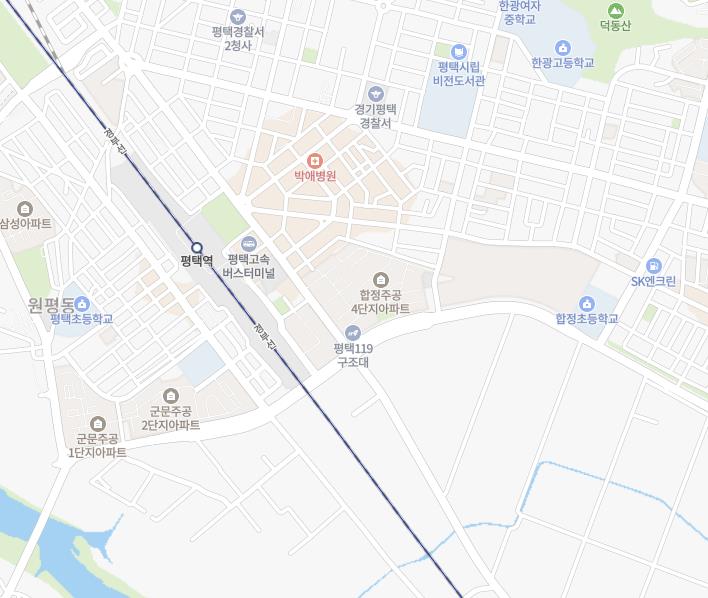 한광여자
중학교
덕동산
평택경찰서
2청사
평택시립
비전도서관
한광고등학교
경기평택
경찰서
경부선
박애병원
삼성아파트
평택역
평택고속
버스터미널
SK엔크린
합정주공
4단지아파트
원평동
평택초등학교
합정초등학교
경부선
평택119
구조대
군문주공
2단지아파트
군문주공
1단지아파트